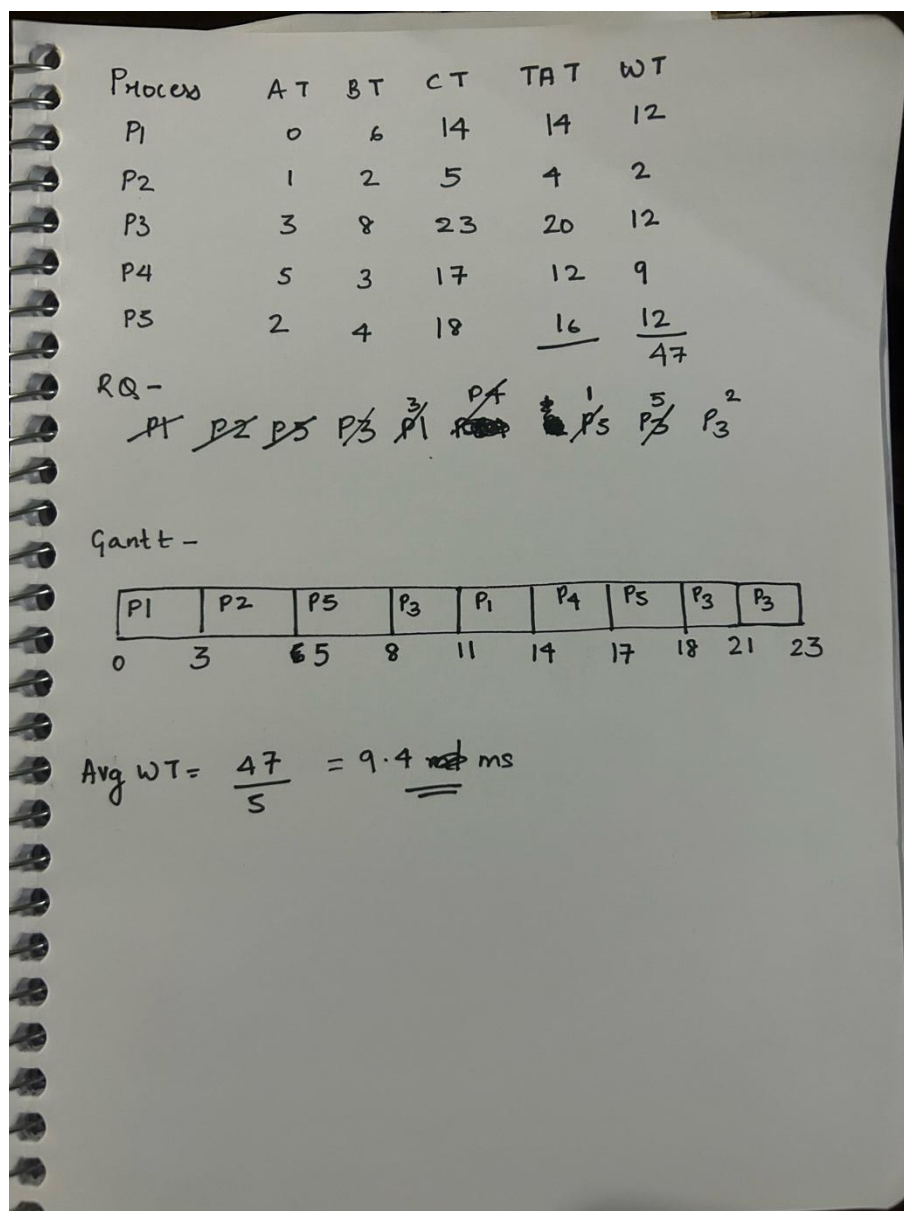 Process AT BT CT TAT WT
P1 0 6 14 14 12
P2 1 2 5 4 2
P3 3 8 23 20 12
P4 5 3 17 12 9
P5 2 4 18 16 12
47
RQ -
P1 P2 P5 P3 P1 3 P4 P5 1 P3 5 P3 2
Gantt -
P1 P2 P5 P3 P1 P4 P5 P3 P3
0 3 5 8 11 14 17 18 21 23
Avg WT = 47 / 5 = 9.4 ms